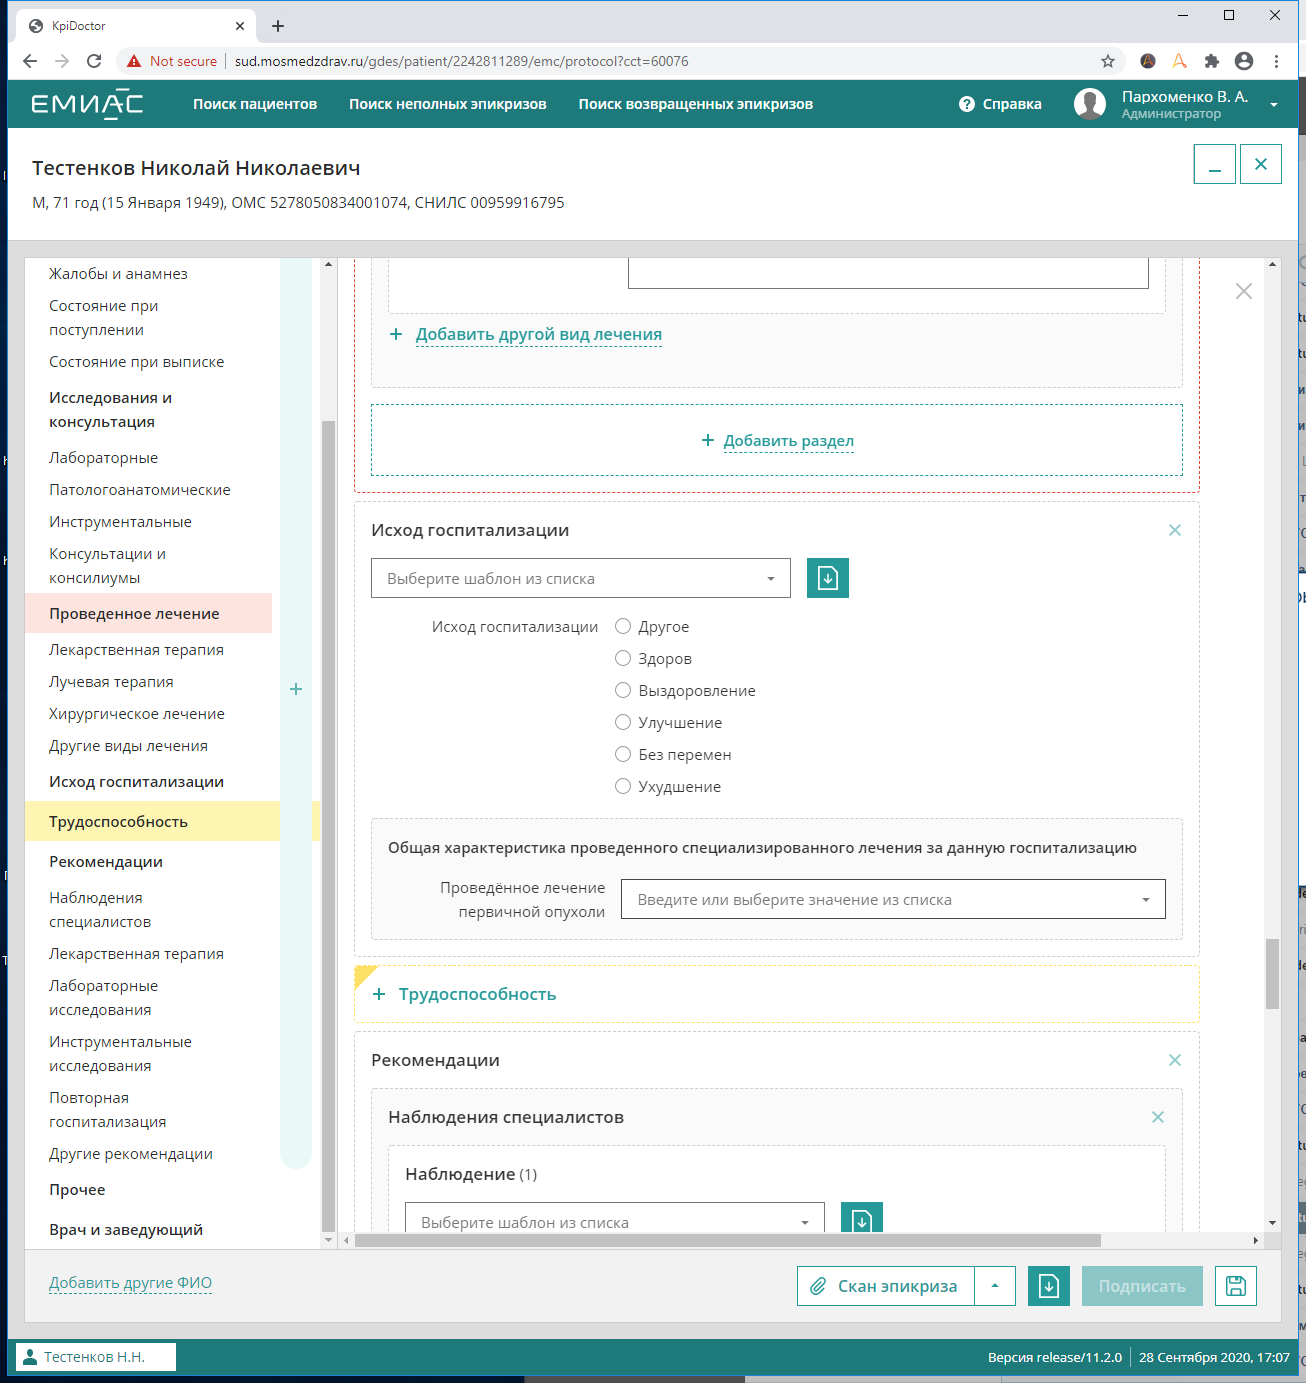 KpiDoctor
Not secure
sud.mosmedzdrav.ru/gdes/patient/2242811289/emc/protocol?cct=60076
ЕМИАС
Поиск пациентов
Поиск неполных эпикризов
Поиск возвращенных эпикризов
Справка
Пархоменко В. А.
Администратор
Тестенков Николай Николаевич
М, 71 год (15 Января 1949), ОМС 5278050834001074, СНИЛС 00959916795
Жалобы и анамнез
Состояние при
поступлении
Состояние при выписке
Исследования и
консультация
Лабораторные
Патологоанатомические
Инструментальные
Консультации и
консилиумы
Проведенное лечение
Лекарственная терапия
Лучевая терапия
Хирургическое лечение
Другие виды лечения
Исход госпитализации
Трудоспособность
Рекомендации
Наблюдения
специалистов
Лекарственная терапия
Лабораторные
исследования
Инструментальные
исследования
Повторная
госпитализация
Другие рекомендации
Прочее
Врач и заведующий
+
+ Добавить другой вид лечения
+ Добавить раздел
Исход госпитализации
Выберите шаблон из списка
Исход госпитализации
Другое
Здоров
Выздоровление
Улучшение
Без перемен
Ухудшение
Общая характеристика проведенного специализированного лечения за данную госпитализацию
Проведённое лечение
первичной опухоли
Введите или выберите значение из списка
+ Трудоспособность
Рекомендации
Наблюдения специалистов
Наблюдение (1)
Выберите шаблон из списка
Добавить другие ФИО
Скан эпикриза
Подписать
Тестенков Н.Н.
Версия release/11.2.0
28 Сентября 2020, 17:07